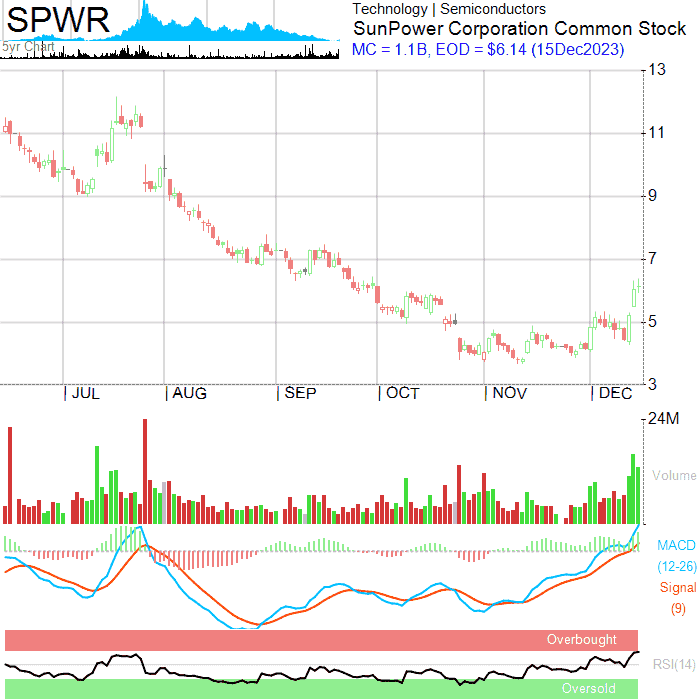 SPWR
5yr Chart
Technology | Semiconductors
SunPower Corporation Common Stock
MC = 1.1B, EOD = $6.14 (15Dec2023)
13
11
9
7
5
3
JUL AUG SEP OCT NOV DEC
24M
Volume
MACD
(12-26)
Signal
(9)
Overbought
RSI(14)
Oversold